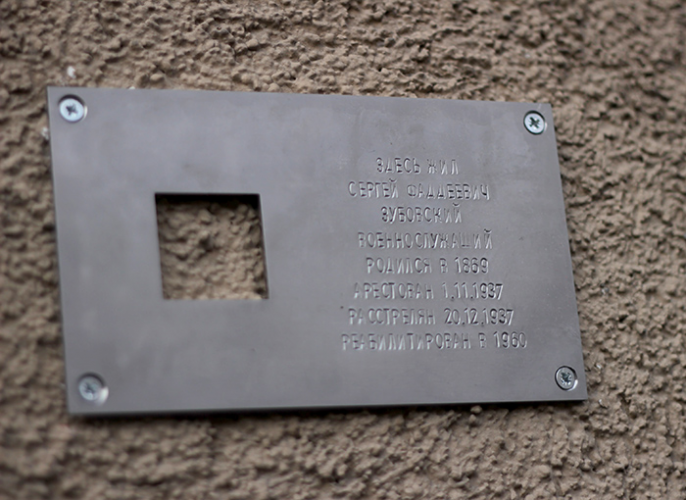 ЗДЕСЬ ЖИЛ
СЕРГЕЙ ФАДДЕЕВИЧ
ЗУБОВСКИЙ
ВОЕННОСЛУЖАЩИЙ
РОДИЛСЯ В 1869
АРЕСТОВАН 1.11.1937
РАССТРЕЛЯН 20.12.1937
РЕАБИЛИТИРОВАН В 1960